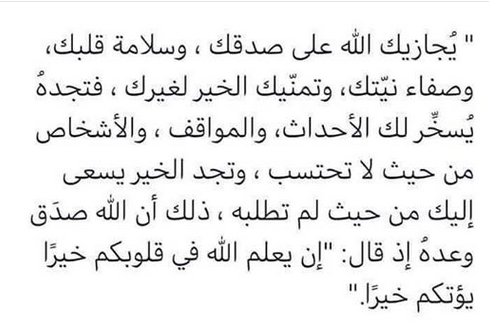 " يُجازيك الله على صدقك ، وسلامة قلبك،
وصفاء نيّتك، وتمنّيك الخير لغيرك ، فتجدهُ
يُسخِّر لك الأحداث، والمواقف ، والأشخاص
من حيث لا تحتسب ، وتجد الخير يسعى
إليك من حيث لم تطلبه ، ذلك أن الله صدَق
وعدهُ إذ قال: "إن يعلم الله في قلوبكم خيرًا
يؤتكم خيرًا."